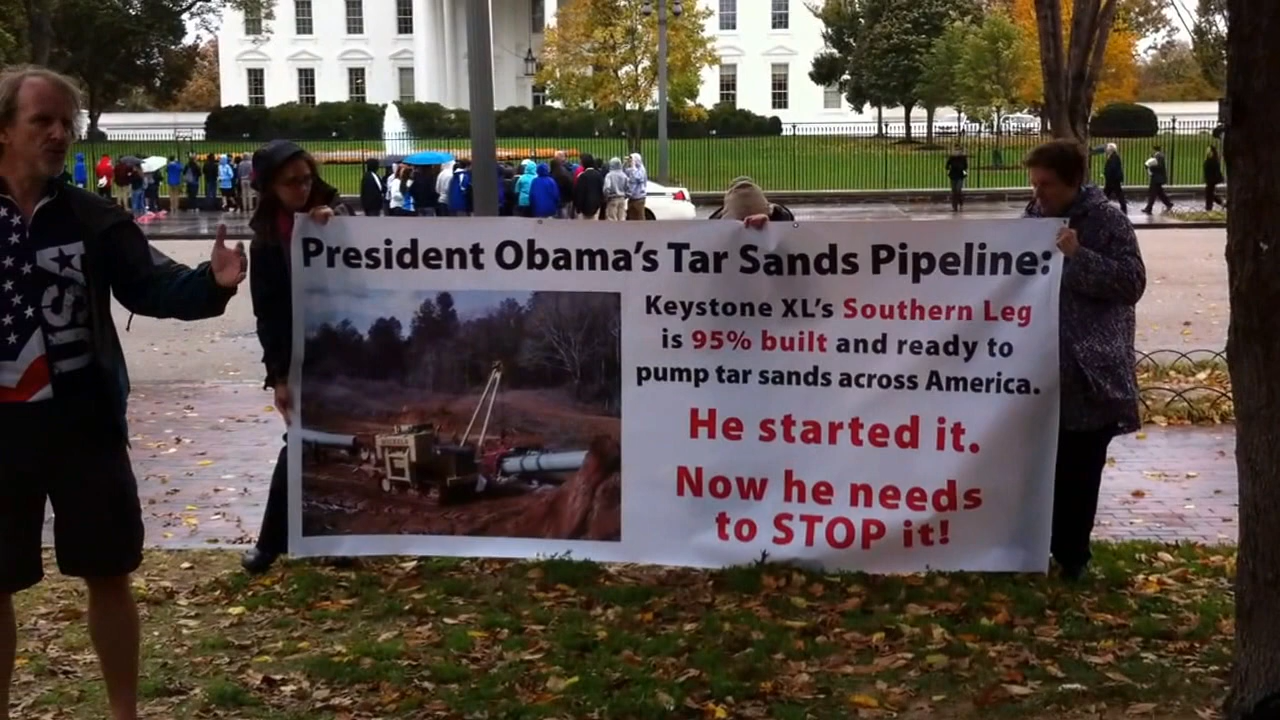 President Obama's Tar Sands Pipeline:
Keystone XL's Southern Leg
is 95% built and ready to
pump tar sands across America.
He started it.
Now he needs
to STOP it!
USA